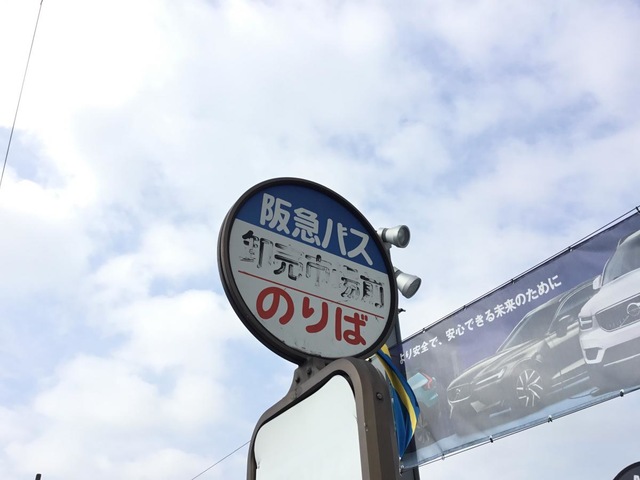 阪急バス
卸売市場前
のりば
より安全で、安心できる未来のために